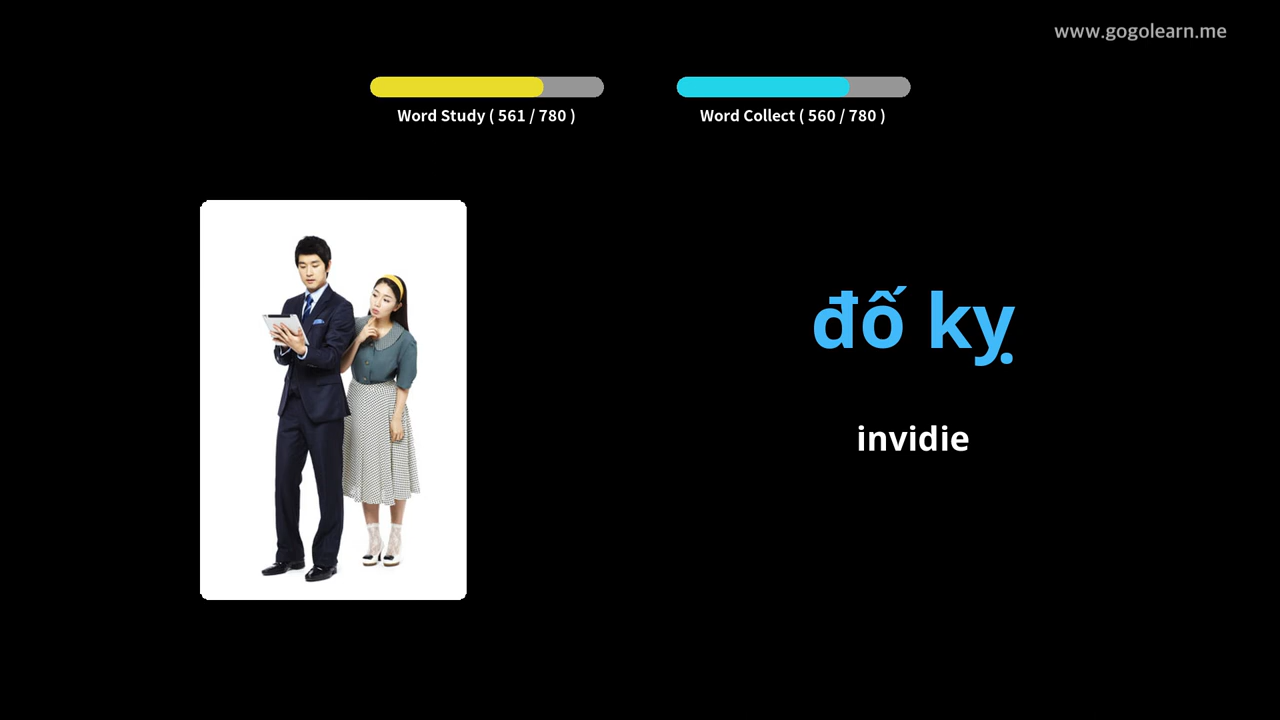 www.gogolearn.me
Word Study ( 561 / 780 )
Word Collect ( 560 / 780 )
đố kỵ
invidie